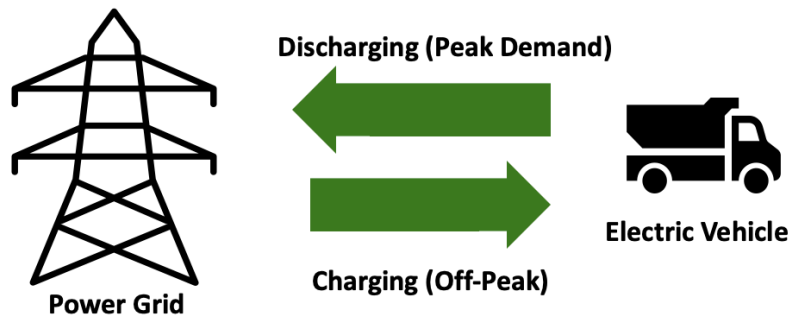 Discharging (Peak Demand)
Electric Vehicle
Charging (Off-Peak)
Power Grid